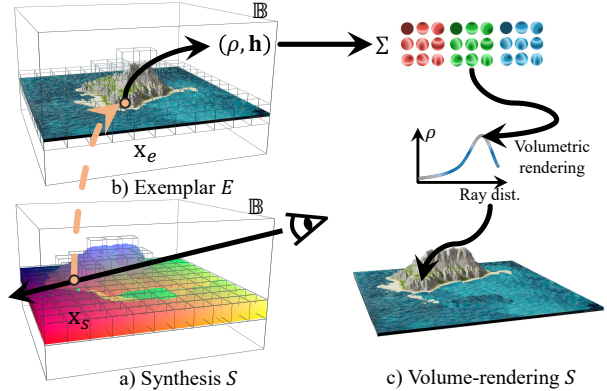 𝔹
(ρ, h)
Σ
x_e
b) Exemplar E
ρ
Volumetric
rendering
Ray dist.
𝔹
x_s
a) Synthesis S
c) Volume-rendering S